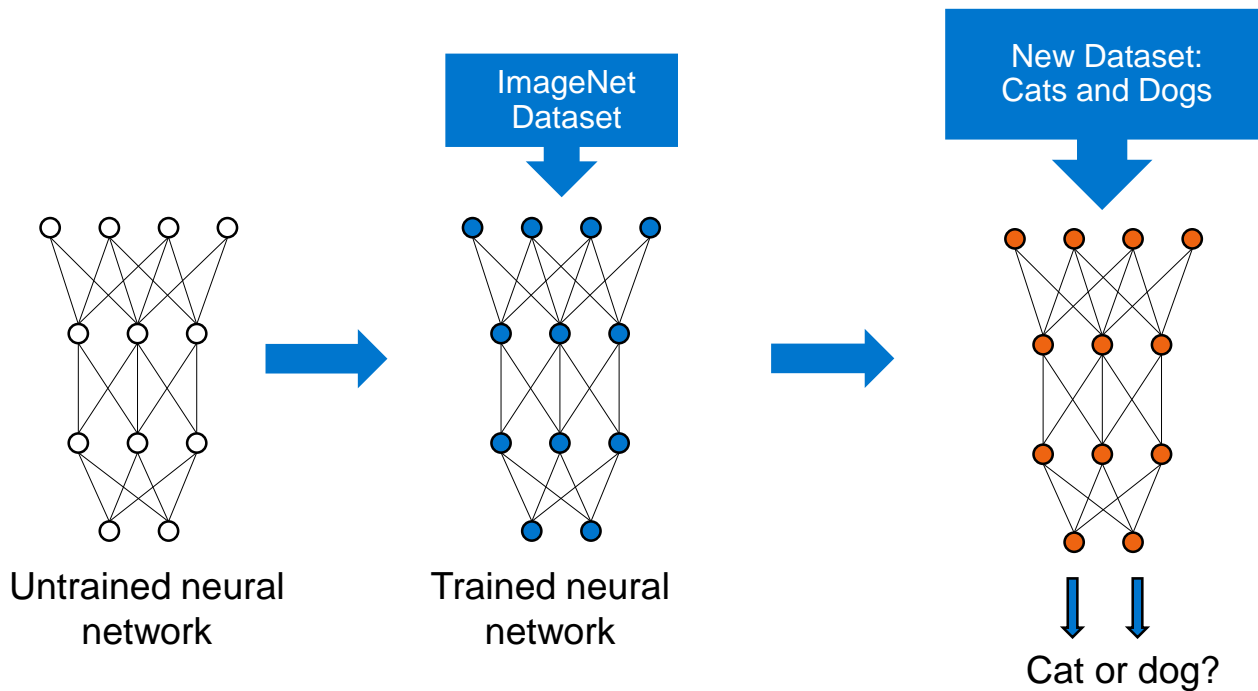 ImageNet
Dataset
New Dataset:
Cats and Dogs
Untrained neural
network
Trained neural
network
Cat or dog?